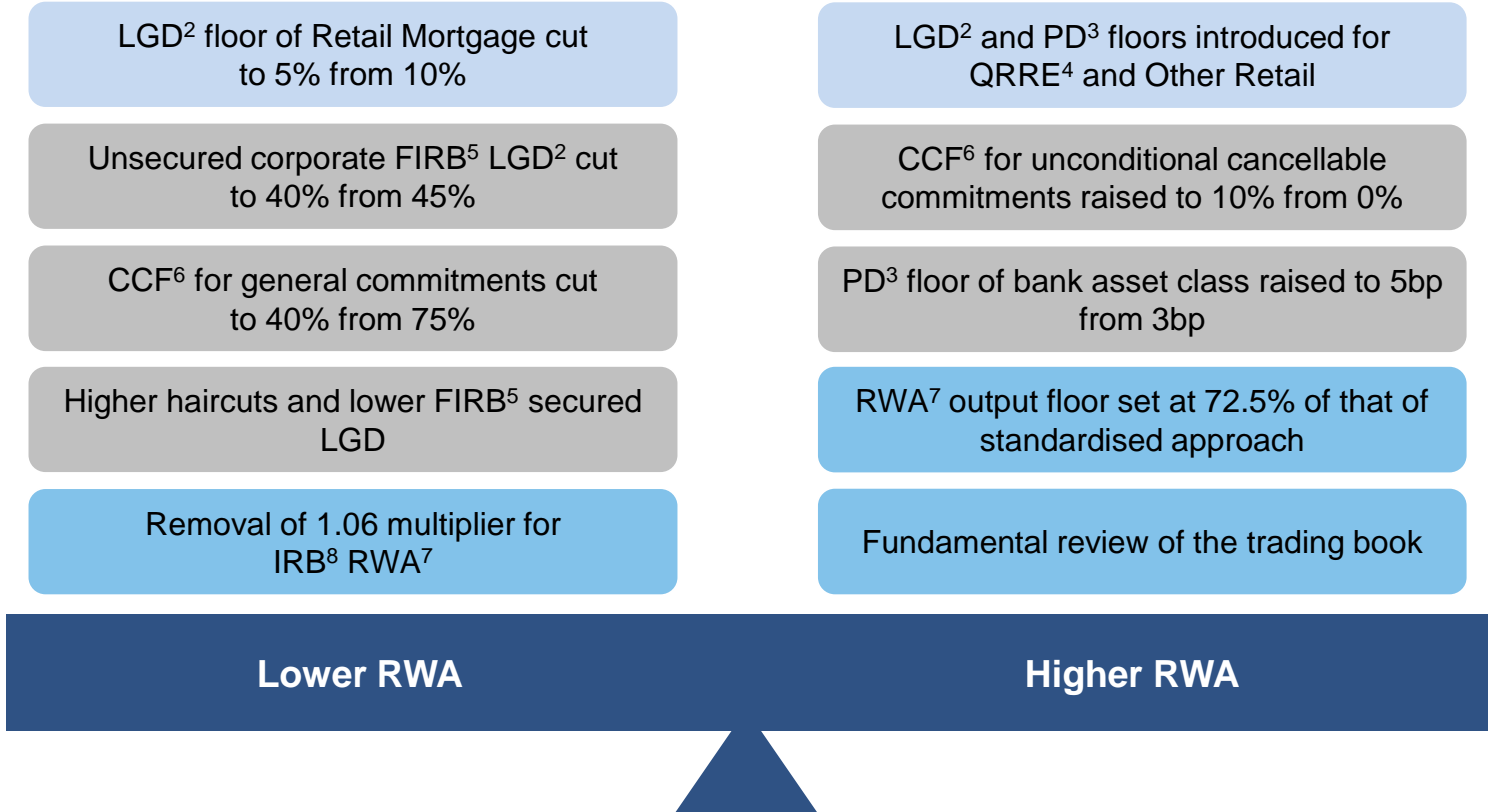 LGD² floor of Retail Mortgage cut
to 5% from 10%
Unsecured corporate FIRB⁵ LGD² cut
to 40% from 45%
CCF⁶ for general commitments cut
to 40% from 75%
Higher haircuts and lower FIRB⁵ secured
LGD
Removal of 1.06 multiplier for
IRB⁸ RWA⁷
LGD² and PD³ floors introduced for
QRRE⁴ and Other Retail
CCF⁶ for unconditional cancellable
commitments raised to 10% from 0%
PD³ floor of bank asset class raised to 5bp
from 3bp
RWA⁷ output floor set at 72.5% of that of
standardised approach
Fundamental review of the trading book
Lower RWA
Higher RWA